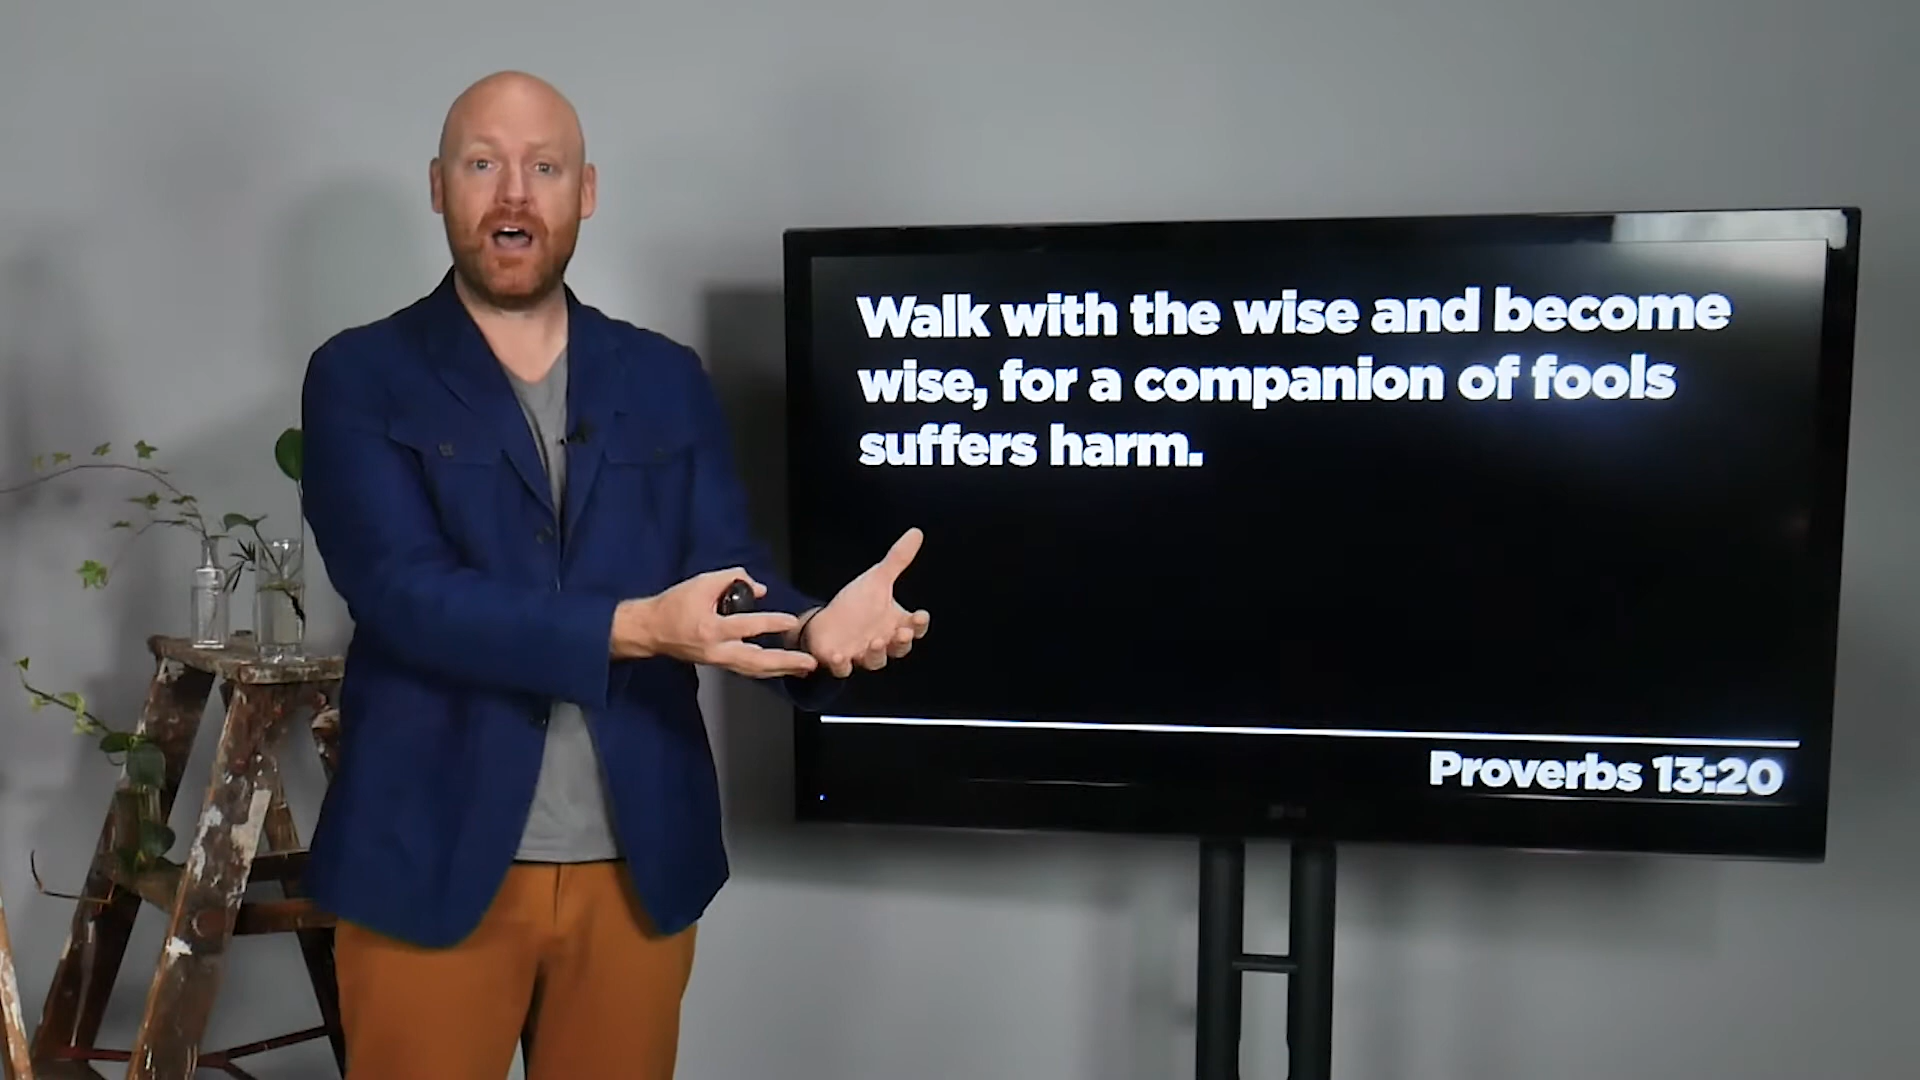 Walk with the wise and become
wise, for a companion of fools
suffers harm.
Proverbs 13:20